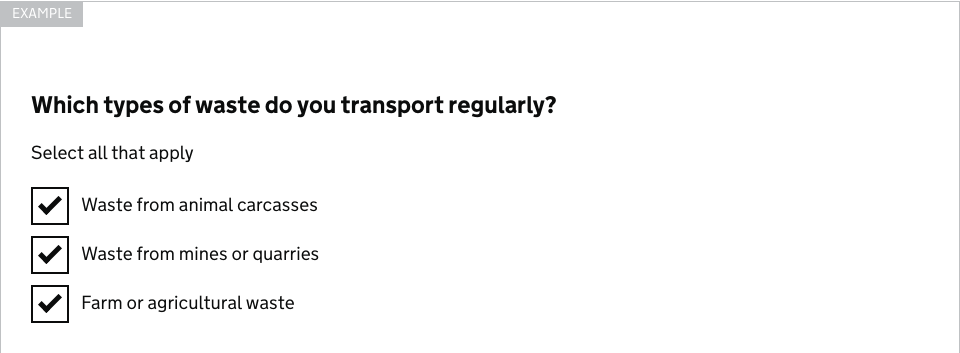 EXAMPLE
Which types of waste do you transport regularly?
Select all that apply
Waste from animal carcasses
Waste from mines or quarries
Farm or agricultural waste